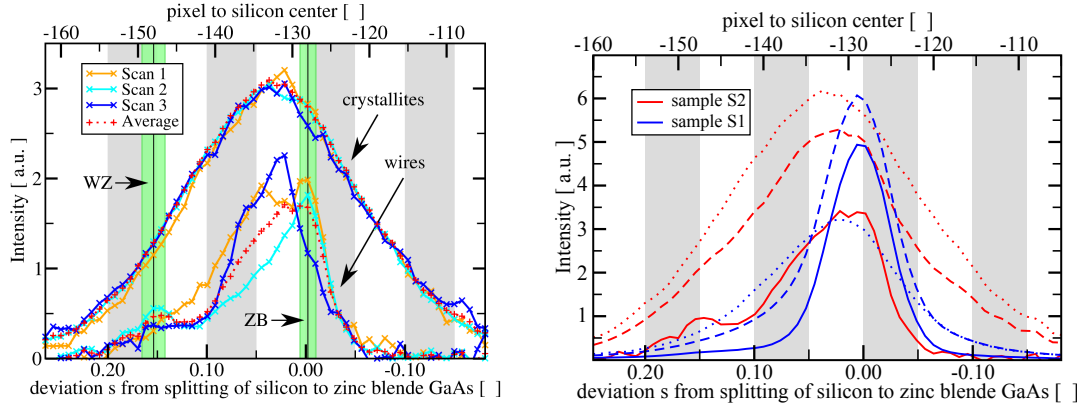 pixel to silicon center [ ]
-160 -150 -140 -130 -120 -110
3
2
1
0
Intensity [ a.u. ]
Scan 1
Scan 2
Scan 3
Average
crystallites
wires
WZ
ZB
0.20 0.10 0.00 -0.10
deviation s from splitting of silicon to zinc blende GaAs [ ]
pixel to silicon center [ ]
-160 -150 -140 -130 -120 -110
6
5
4
3
2
1
0
Intensity [ a.u. ]
sample S2
sample S1
0.20 0.10 0.00 -0.10
deviation s from splitting of silicon to zinc blende GaAs [ ]